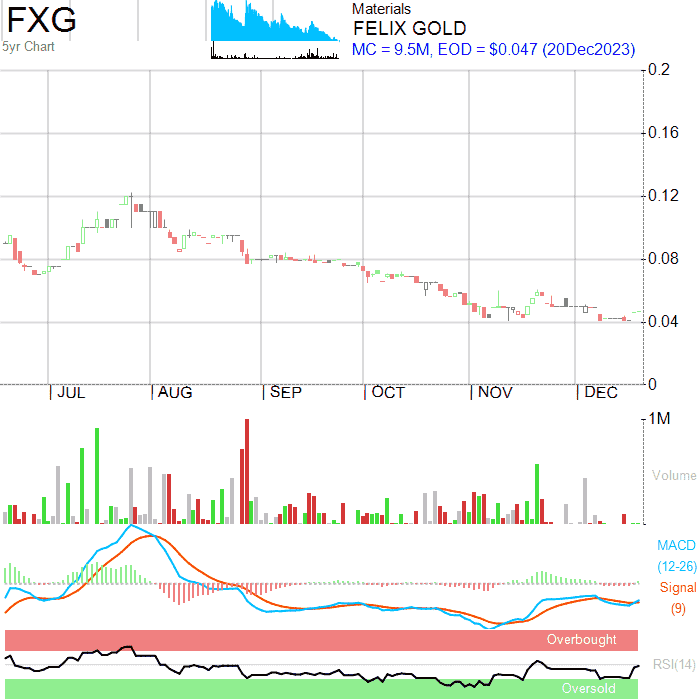 FXG
5yr Chart
Materials
FELIX GOLD
MC = 9.5M, EOD = $0.047 (20Dec2023)
0.2
0.16
0.12
0.08
0.04
0
JUL AUG SEP OCT NOV DEC
1M
Volume
MACD
(12-26)
Signal
(9)
Overbought
RSI(14)
Oversold